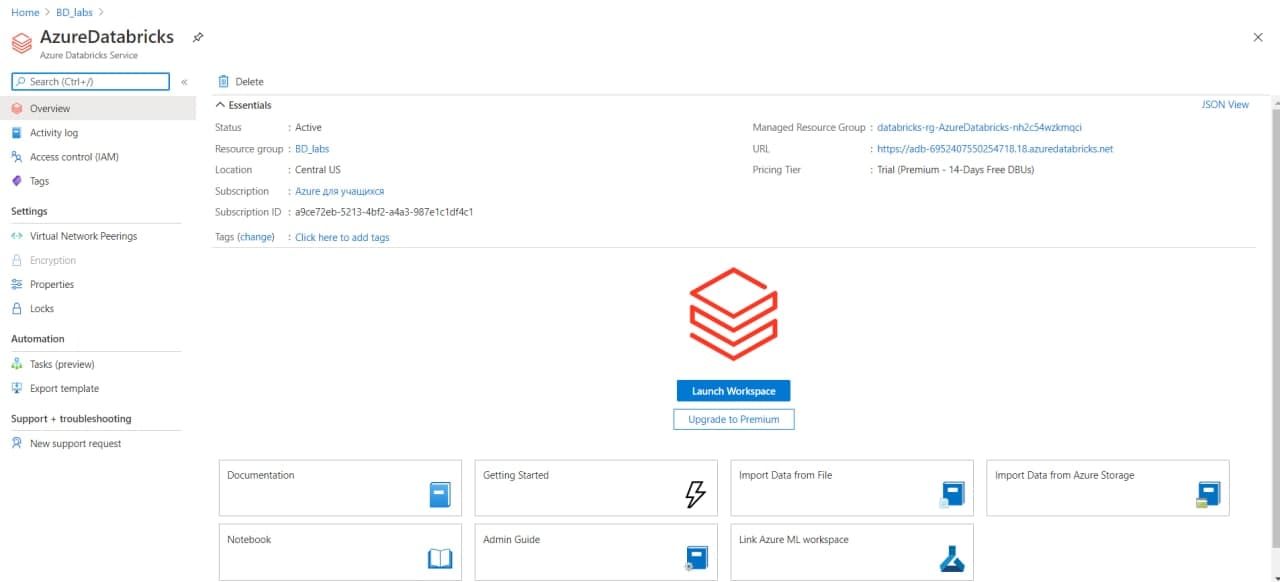 Home > BD_labs >
AzureDatabricks
Azure Databricks Service
Search (Ctrl+/)
«
Delete
Overview
Activity log
Access control (IAM)
Tags
Settings
Virtual Network Peerings
Encryption
Properties
Locks
Automation
Tasks (preview)
Export template
Support + troubleshooting
New support request
Essentials
JSON View
Status : Active
Resource group : BD_labs
Location : Central US
Subscription : Azure для учащихся
Subscription ID : a9ce72eb-5213-4bf2-a4a3-987e1c1df4c1
Tags (change) : Click here to add tags
Managed Resource Group : databricks-rg-AzureDatabricks-nh2c54wzkmqci
URL : https://adb-6952407550254718.18.azuredatabricks.net
Pricing Tier : Trial (Premium - 14-Days Free DBUs)
Launch Workspace
Upgrade to Premium
Documentation
Getting Started
Import Data from File
Import Data from Azure Storage
Notebook
Admin Guide
Link Azure ML workspace